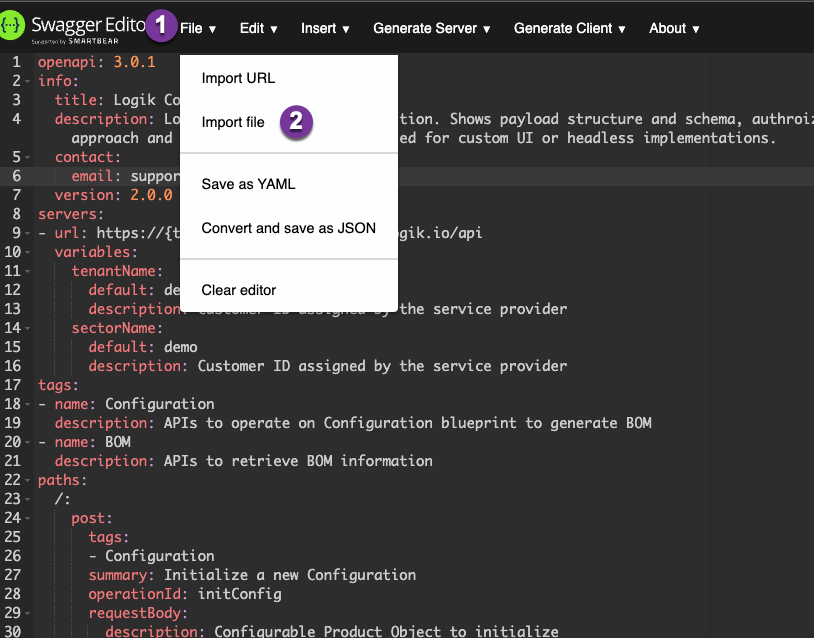 {··}
Swagger Edito
Supported by SMARTBEAR
1
File ▾
Edit ▾
Insert ▾
Generate Server ▾
Generate Client ▾
About ▾
Import URL
Import file
2
Save as YAML
Convert and save as JSON
Clear editor
1 openapi: 3.0.1
2 info:
3 title: Logik Co
4 description: Lo tion. Shows payload structure and schema, authroiz
approach and ed for custom UI or headless implementations.
5 contact:
6 email: suppor
7 version: 2.0.0
8 servers:
9 - url: https://{t gik.io/api
10 variables:
11 tenantName:
12 default: de
13 description: Customer ID assigned by the service provider
14 sectorName:
15 default: demo
16 description: Customer ID assigned by the service provider
17 tags:
18 - name: Configuration
19 description: APIs to operate on Configuration blueprint to generate BOM
20 - name: BOM
21 description: APIs to retrieve BOM information
22 paths:
23 /:
24 post:
25 tags:
26 - Configuration
27 summary: Initialize a new Configuration
28 operationId: initConfig
29 requestBody:
30 description: Configurable Product Object to initialize